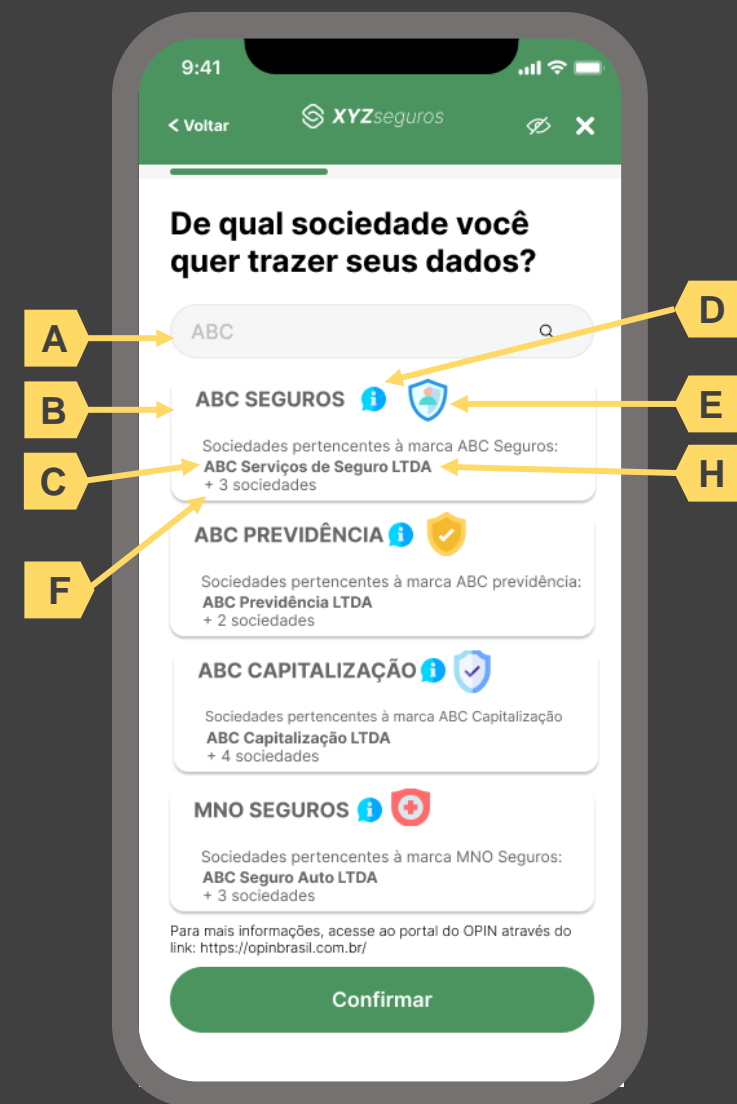 9:41
< Voltar
XYZseguros
De qual sociedade você
quer trazer seus dados?
A
ABC
D
B
ABC SEGUROS
E
Sociedades pertencentes à marca ABC Seguros:
C
ABC Serviços de Seguro LTDA
H
+ 3 sociedades
ABC PREVIDÊNCIA
F
Sociedades pertencentes à marca ABC previdência:
ABC Previdência LTDA
+ 2 sociedades
ABC CAPITALIZAÇÃO
Sociedades pertencentes à marca ABC Capitalização
ABC Capitalização LTDA
+ 4 sociedades
MNO SEGUROS
Sociedades pertencentes à marca MNO Seguros:
ABC Seguro Auto LTDA
+ 3 sociedades
Para mais informações, acesse ao portal do OPIN através do
link: https://opinbrasil.com.br/
Confirmar